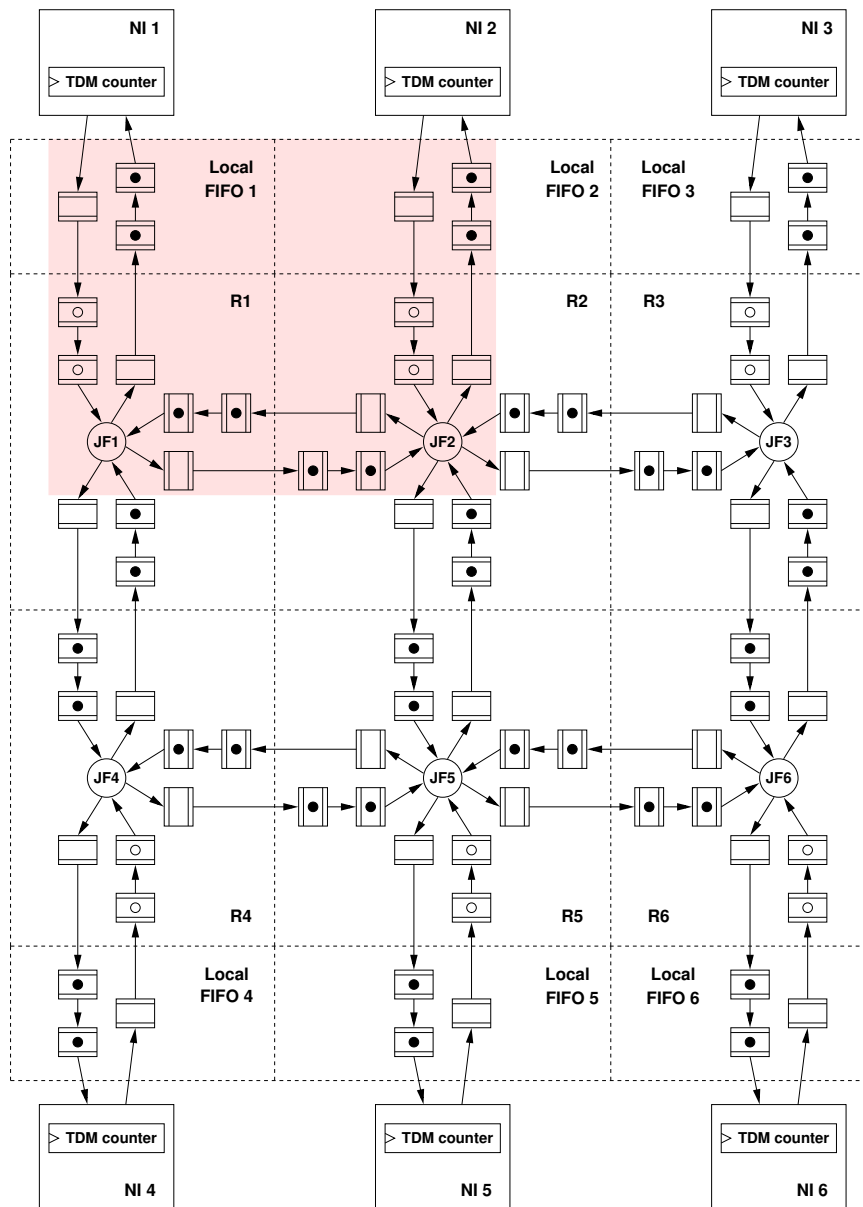 NI 1
NI 2
NI 3
TDM counter
TDM counter
TDM counter
Local
FIFO 1
Local
FIFO 2
Local
FIFO 3
R1
R2
R3
JF1
JF2
JF3
JF4
JF5
JF6
R4
R5
R6
Local
FIFO 4
Local
FIFO 5
Local
FIFO 6
TDM counter
TDM counter
TDM counter
NI 4
NI 5
NI 6